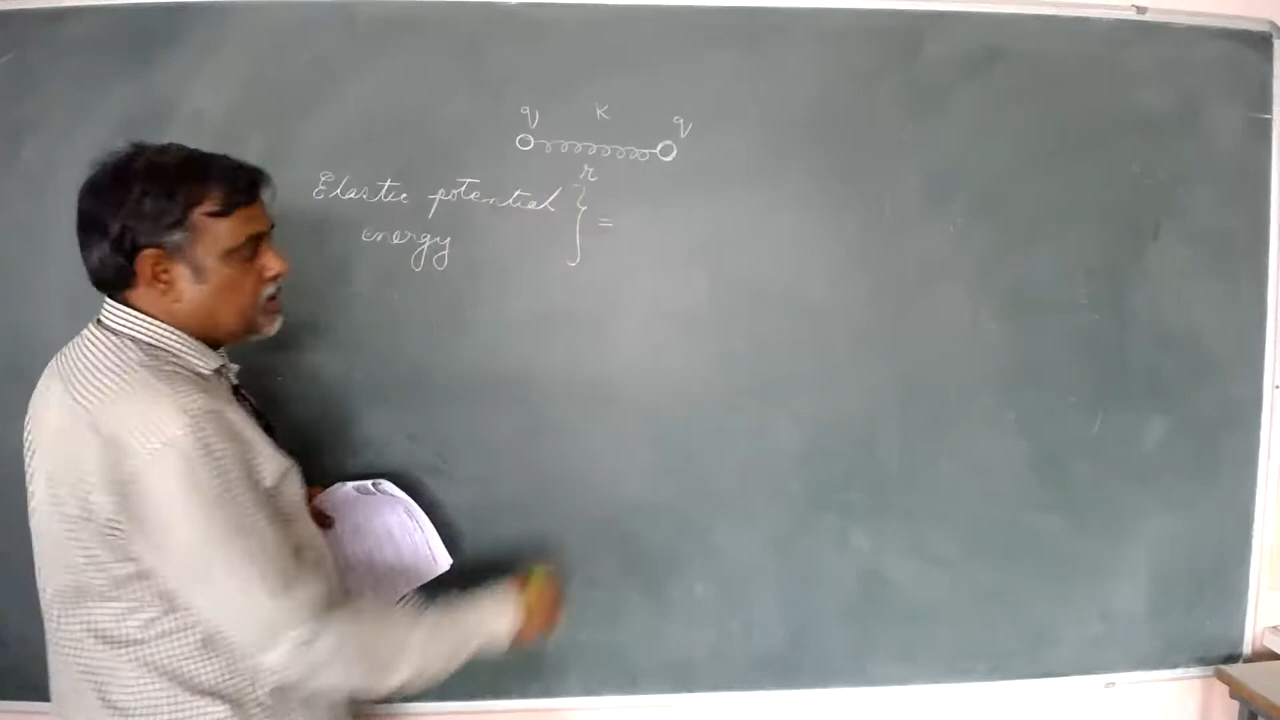 q K q
r
Elastic potential } =
energy